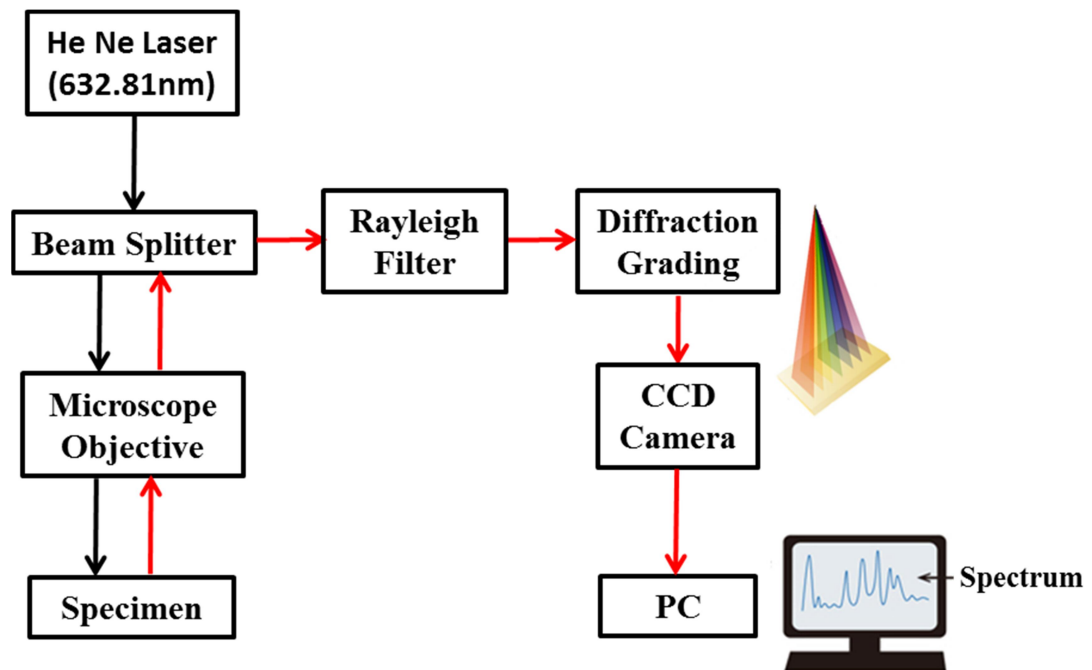 He Ne Laser
(632.81nm)
Beam Splitter
Rayleigh
Filter
Diffraction
Grading
Microscope
Objective
CCD
Camera
Specimen
PC
Spectrum